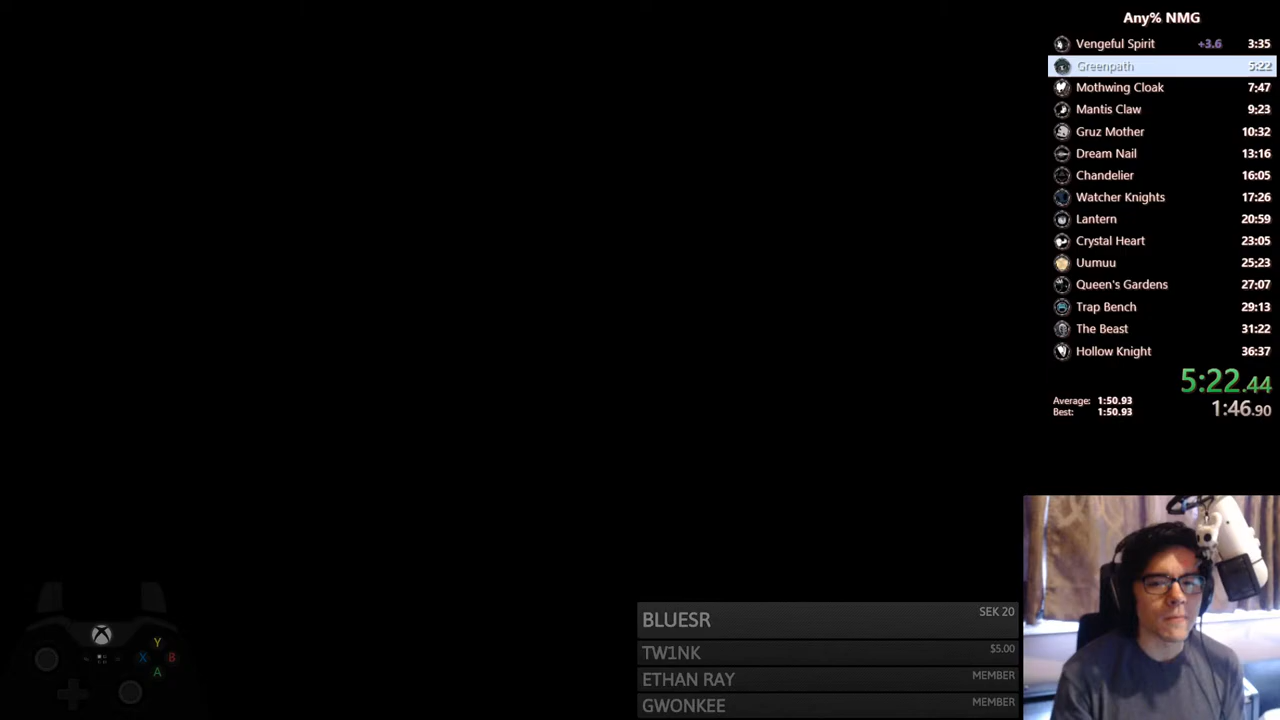 Any% NMG
Vengeful Spirit +3.6 3:35
Greenpath 5:22
Mothwing Cloak 7:47
Mantis Claw 9:23
Gruz Mother 10:32
Dream Nail 13:16
Chandelier 16:05
Watcher Knights 17:26
Lantern 20:59
Crystal Heart 23:05
Uumuu 25:23
Queen's Gardens 27:07
Trap Bench 29:13
The Beast 31:22
Hollow Knight 36:37
5:22.44
Average: 1:50.93
Best: 1:50.93
1:46.90
BLUESR SEK 20
TW1NK $5.00
ETHAN RAY MEMBER
GWONKEE MEMBER
Y
X B
A